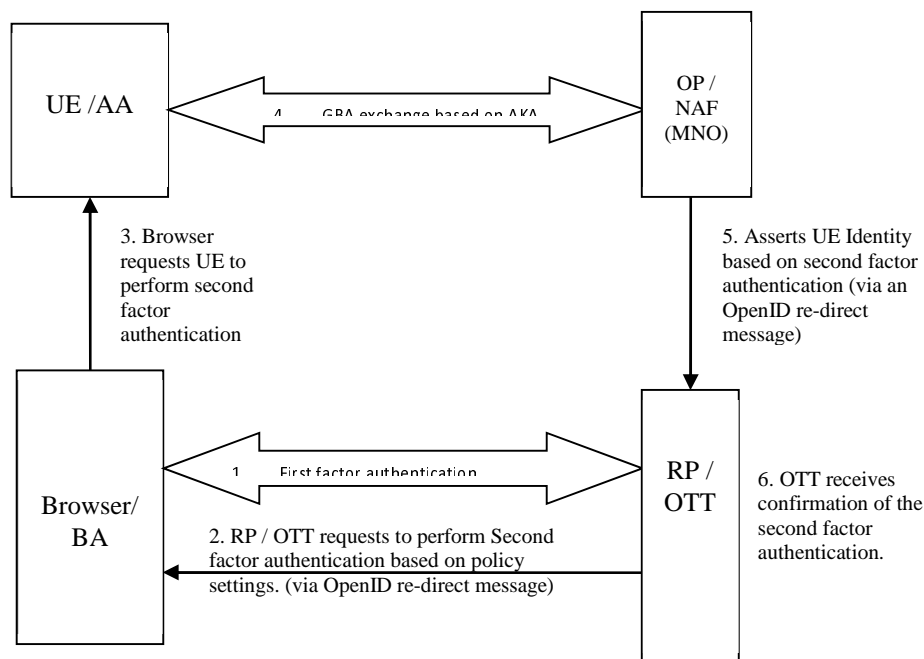 UE /AA
OP /
NAF
(MNO)
4. GBA exchange based on AKA
3. Browser
requests UE to
perform second
factor
authentication
5. Asserts UE Identity
based on second factor
authentication (via an
OpenID re-direct
message)
1. First factor authentication
Browser/
BA
RP /
OTT
2. RP / OTT requests to perform Second
factor authentication based on policy
settings. (via OpenID re-direct message)
6. OTT receives
confirmation of the
second factor
authentication.